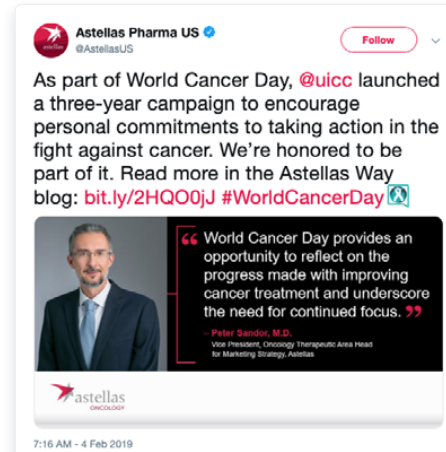 Astellas Pharma US
@AstellasUS
Follow
As part of World Cancer Day, @uicc launched
a three-year campaign to encourage
personal commitments to taking action in the
fight against cancer. We’re honored to be
part of it. Read more in the Astellas Way
blog: bit.ly/2HQO0jJ #WorldCancerDay
“ World Cancer Day provides an
opportunity to reflect on the
progress made with improving
cancer treatment and underscore
the need for continued focus. ”
– Peter Sandor, M.D.
Vice President, Oncology Therapeutic Area Head
for Marketing Strategy, Astellas
astellas
ONCOLOGY
7:16 AM - 4 Feb 2019